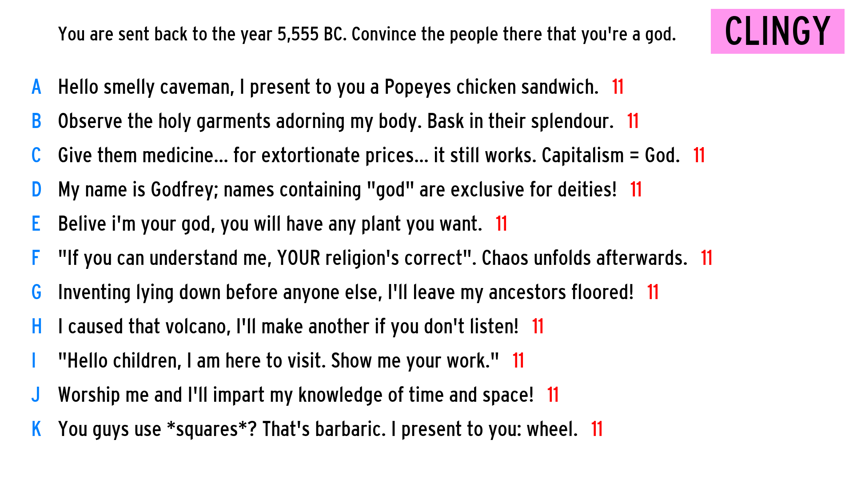 You are sent back to the year 5,555 BC. Convince the people there that you're a god.
CLINGY
A Hello smelly caveman, I present to you a Popeyes chicken sandwich. 11
B Observe the holy garments adorning my body. Bask in their splendour. 11
C Give them medicine... for extortionate prices... it still works. Capitalism = God. 11
D My name is Godfrey; names containing "god" are exclusive for deities! 11
E Belive i'm your god, you will have any plant you want. 11
F "If you can understand me, YOUR religion's correct". Chaos unfolds afterwards. 11
G Inventing lying down before anyone else, I'll leave my ancestors floored! 11
H I caused that volcano, I'll make another if you don't listen! 11
I "Hello children, I am here to visit. Show me your work." 11
J Worship me and I'll impart my knowledge of time and space! 11
K You guys use *squares*? That's barbaric. I present to you: wheel. 11